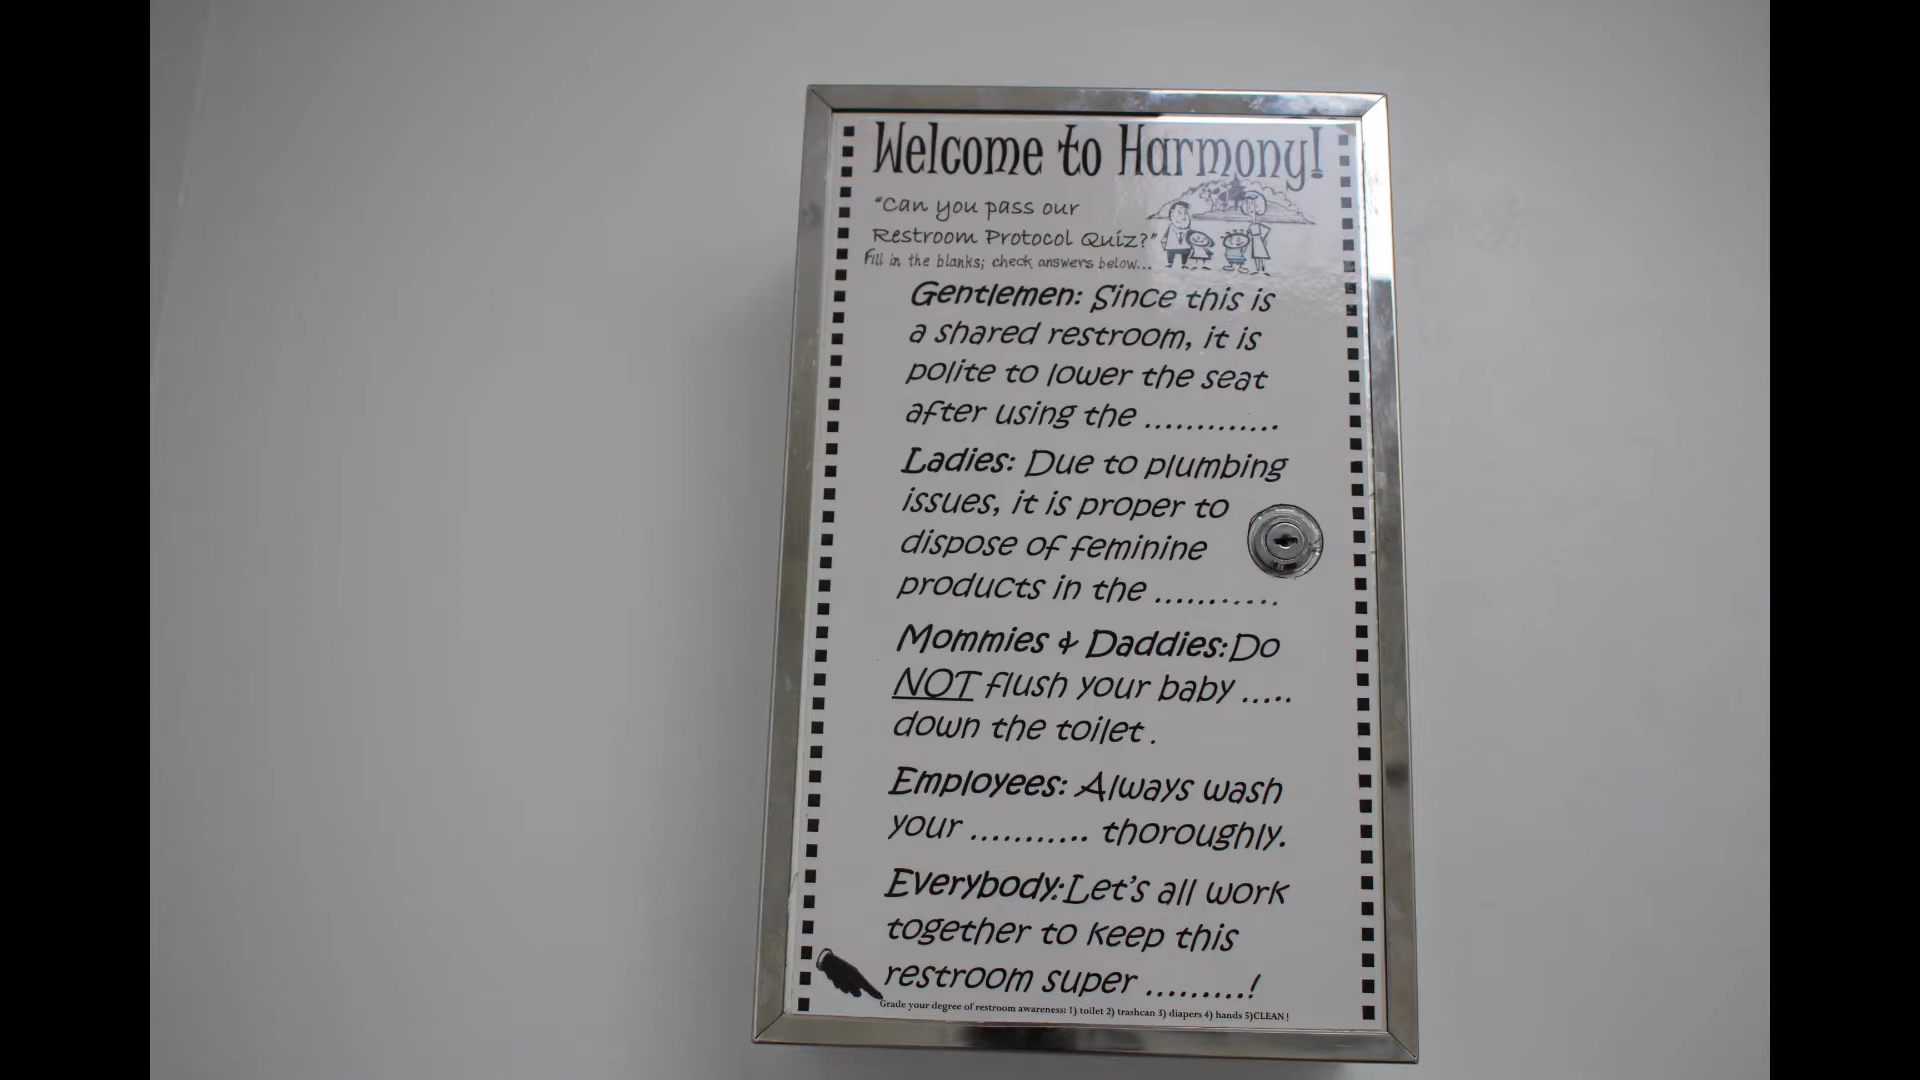 Welcome to Harmony!
"Can you pass our
Restroom Protocol Quiz?"
Fill in the blanks; check answers below...
Gentlemen: Since this is
a shared restroom, it is
polite to lower the seat
after using the .............
Ladies: Due to plumbing
issues, it is proper to
dispose of feminine
products in the ............
Mommies & Daddies:Do
NOT flush your baby .....
down the toilet .
Employees: Always wash
your ........... thoroughly.
Everybody:Let's all work
together to keep this
restroom super .........!
Grade your degree of restroom awareness: 1) toilet 2) trashcan 3) diapers 4) hands 5)CLEAN!